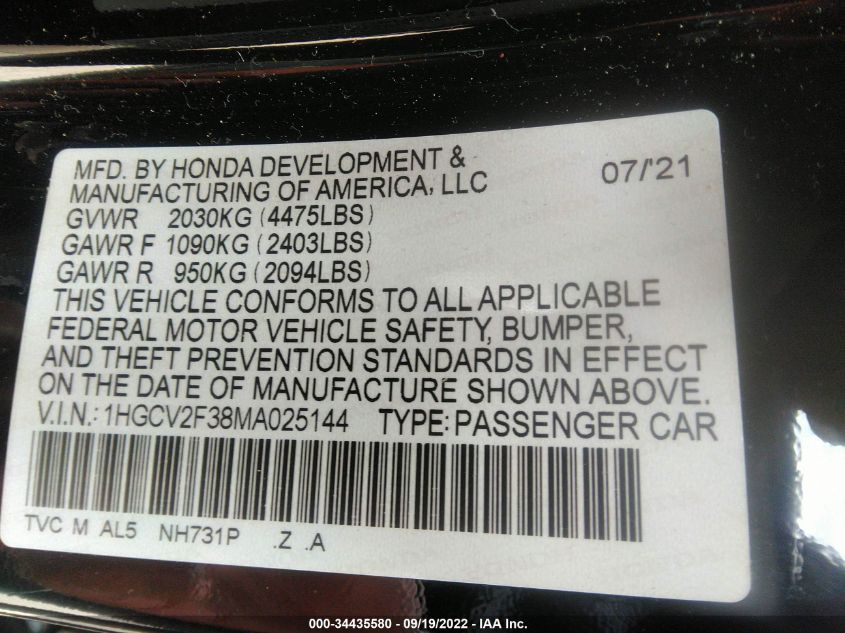 MFD. BY HONDA DEVELOPMENT &
MANUFACTURING OF AMERICA, LLC 07/'21
GVWR 2030KG (4475LBS)
GAWR F 1090KG (2403LBS)
GAWR R 950KG (2094LBS)
THIS VEHICLE CONFORMS TO ALL APPLICABLE
FEDERAL MOTOR VEHICLE SAFETY, BUMPER,
AND THEFT PREVENTION STANDARDS IN EFFECT
ON THE DATE OF MANUFACTURE SHOWN ABOVE.
V.I.N.: 1HGCV2F38MA025144 TYPE: PASSENGER CAR
TVC M AL5 NH731P .Z .A
000-34435580 - 09/19/2022 - IAA Inc.